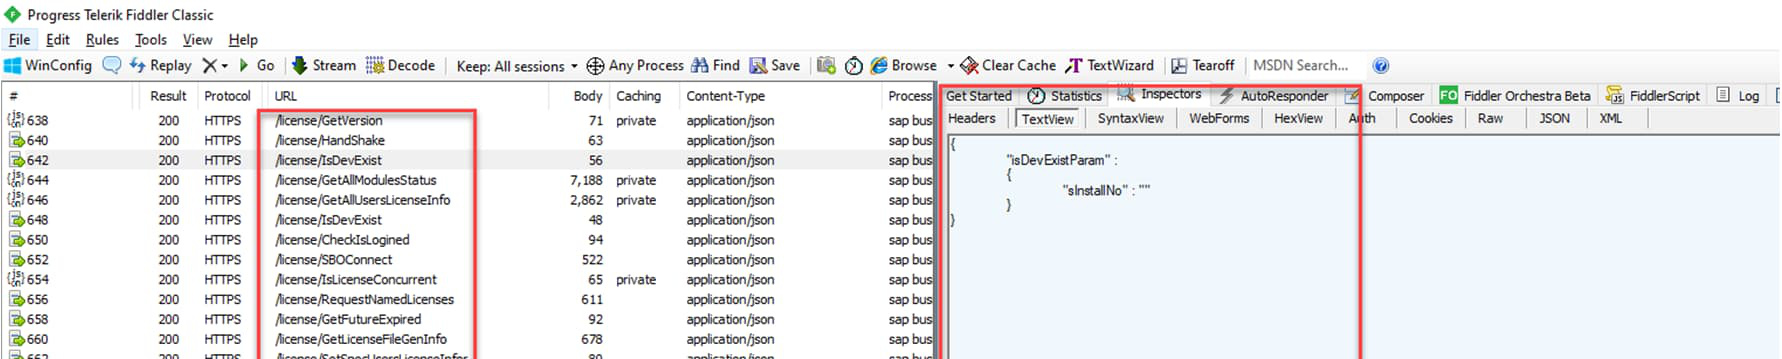 Progress Telerik Fiddler Classic
File Edit Rules Tools View Help
WinConfig Replay Go Stream Decode Keep: All sessions Any Process Find Save Browse Clear Cache TextWizard Tearoff MSDN Search...
# Result Protocol URL Body Caching Content-Type Process
638 200 HTTPS /license/GetVersion 71 private application/json sap bus
640 200 HTTPS /license/HandShake 63 application/json sap bus
642 200 HTTPS /license/IsDevExist 56 application/json sap bus
644 200 HTTPS /license/GetAllModulesStatus 7,188 private application/json sap bus
646 200 HTTPS /license/GetAllUsersLicenseInfo 2,862 private application/json sap bus
648 200 HTTPS /license/IsDevExist 48 application/json sap bus
650 200 HTTPS /license/CheckIsLogined 94 application/json sap bus
652 200 HTTPS /license/SBOConnect 522 application/json sap bus
654 200 HTTPS /license/IsLicenseConcurrent 65 private application/json sap bus
656 200 HTTPS /license/RequestNamedLicenses 611 application/json sap bus
658 200 HTTPS /license/GetFutureExpired 92 application/json sap bus
660 200 HTTPS /license/GetLicenseFileGenInfo 678 application/json sap bus
Get Started Statistics Inspectors AutoResponder Composer FO Fiddler Orchestra Beta FiddlerScript Log
Headers TextView SyntaxView WebForms HexView Auth Cookies Raw JSON XML
{
"isDevExistParam" :
{
"sInstallNo" : ""
}
}